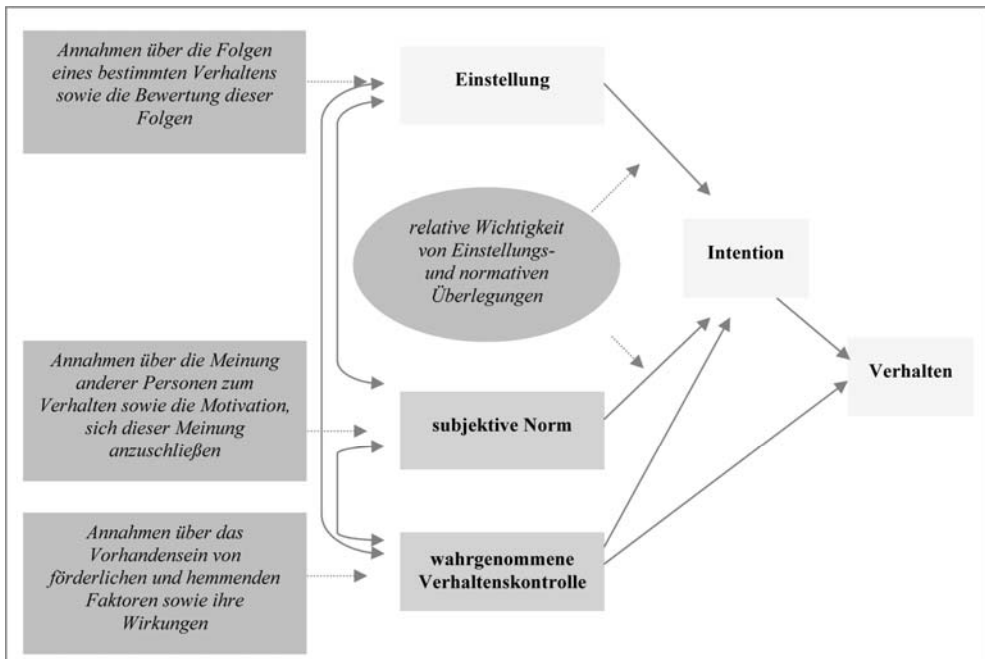 Annahmen über die Folgen
eines bestimmten Verhaltens
sowie die Bewertung dieser
Folgen
Einstellung
relative Wichtigkeit
von Einstellungs-
und normativen
Überlegungen
Intention
Annahmen über die Meinung
anderer Personen zum
Verhalten sowie die Motivation,
sich dieser Meinung
anzuschließen
subjektive Norm
Verhalten
Annahmen über das
Vorhandensein von
förderlichen und hemmenden
Faktoren sowie ihre
Wirkungen
wahrgenommene
Verhaltenskontrolle